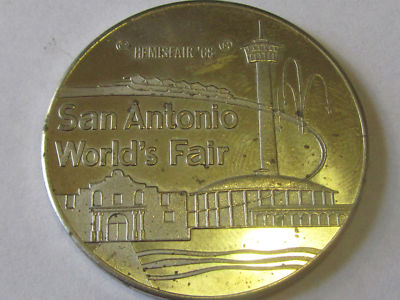 HEMISFAIR '68
San Antonio
World's Fair